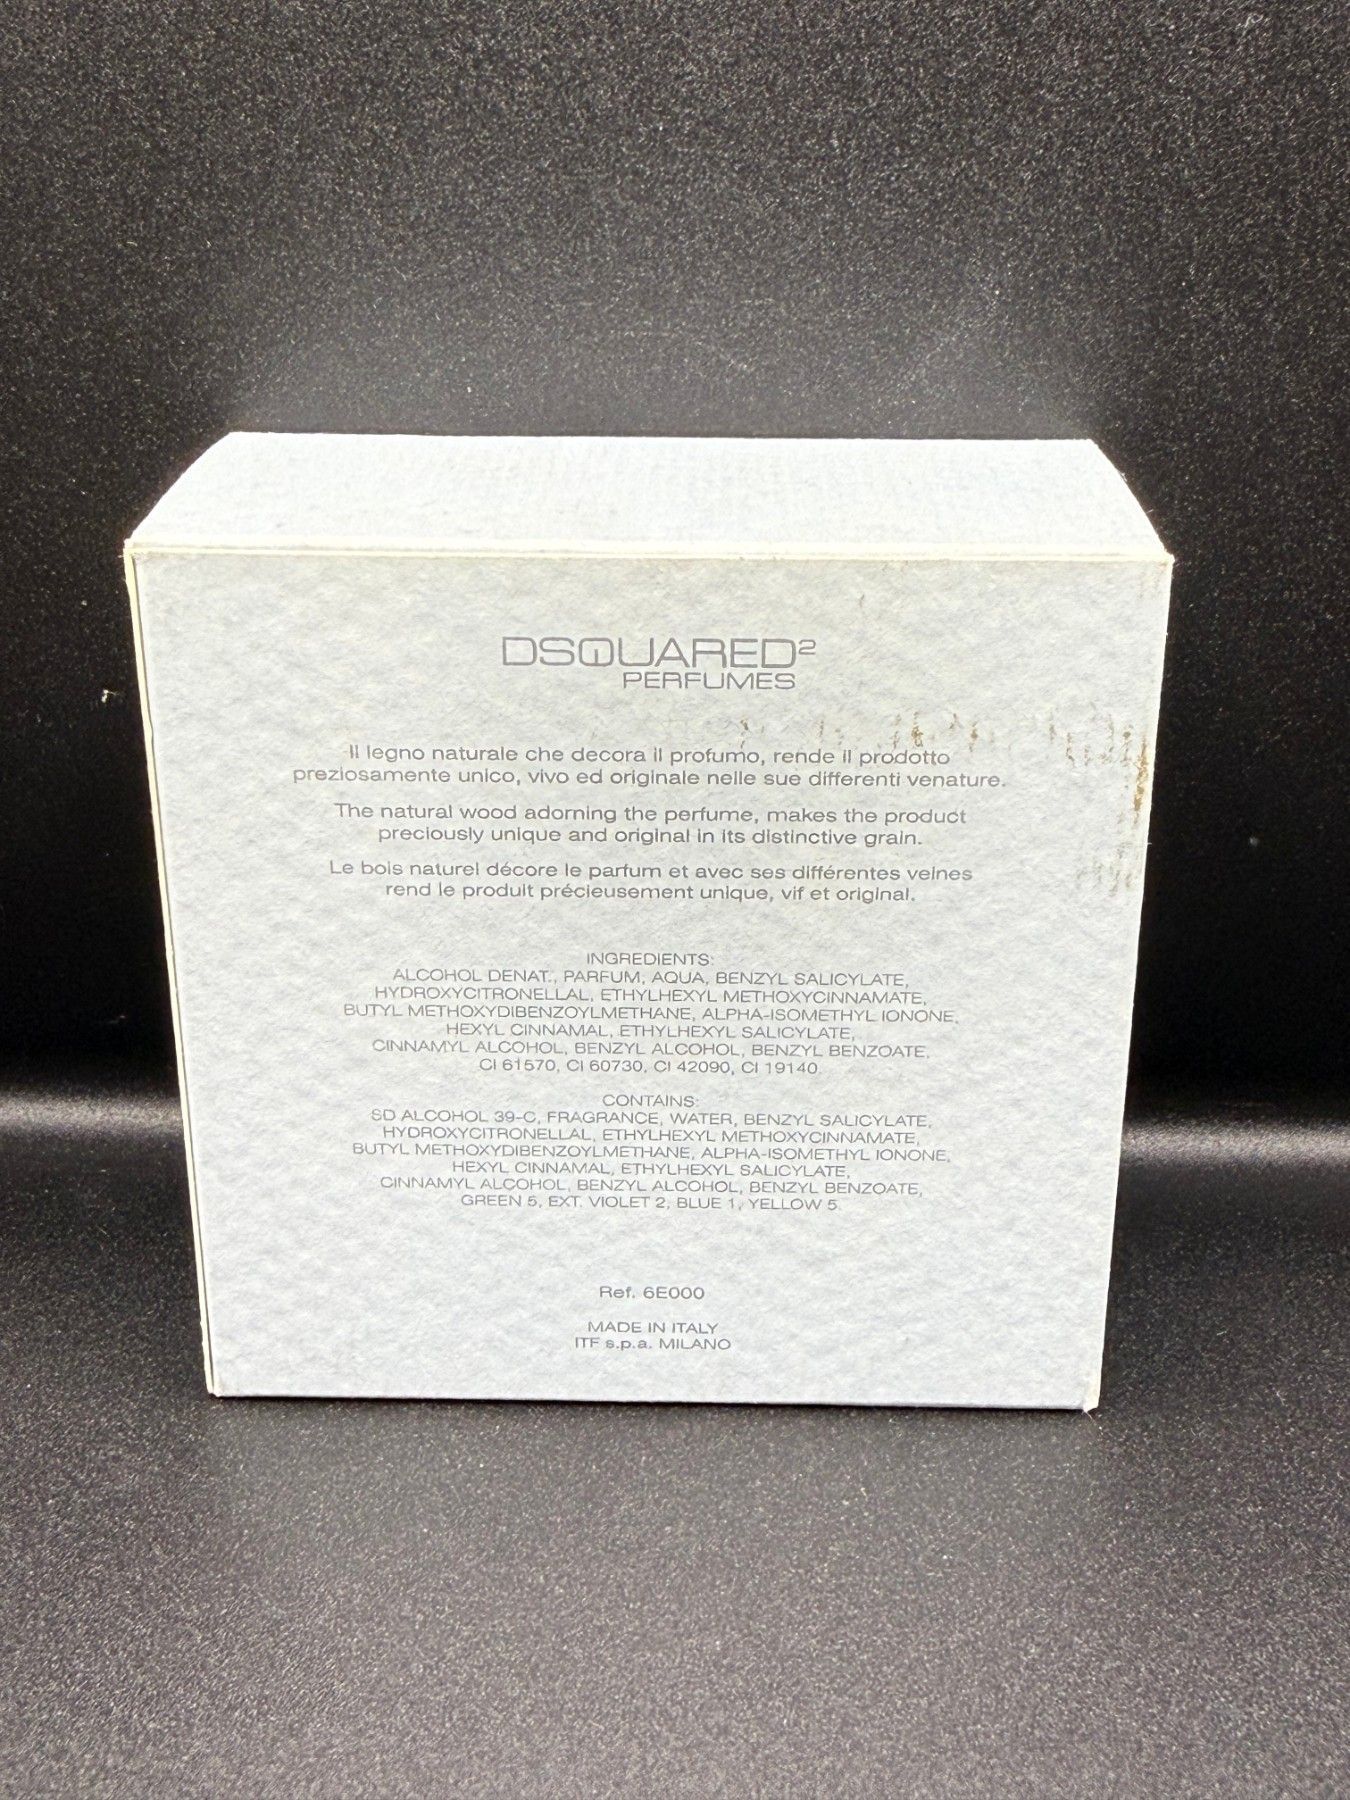 DSQUARED²
PERFUMES
Il legno naturale che decora il profumo, rende il prodotto
preziosamente unico, vivo ed originale nelle sue differenti venature.
The natural wood adorning the perfume, makes the product
preciously unique and original in its distinctive grain.
Le bois naturel décore le parfum et avec ses différentes veines
rend le produit précieusement unique, vif et original.
INGREDIENTS:
ALCOHOL DENAT., PARFUM, AQUA, BENZYL SALICYLATE,
HYDROXYCITRONELLAL, ETHYLHEXYL METHOXYCINNAMATE,
BUTYL METHOXYDIBENZOYLMETHANE, ALPHA-ISOMETHYL IONONE,
HEXYL CINNAMAL, ETHYLHEXYL SALICYLATE,
CINNAMYL ALCOHOL, BENZYL ALCOHOL, BENZYL BENZOATE,
CI 61570, CI 60730, CI 42090, CI 19140
CONTAINS:
SD ALCOHOL 39-C, FRAGRANCE, WATER, BENZYL SALICYLATE,
HYDROXYCITRONELLAL, ETHYLHEXYL METHOXYCINNAMATE,
BUTYL METHOXYDIBENZOYLMETHANE, ALPHA-ISOMETHYL IONONE,
HEXYL CINNAMAL, ETHYLHEXYL SALICYLATE,
CINNAMYL ALCOHOL, BENZYL ALCOHOL, BENZYL BENZOATE,
GREEN 5, EXT. VIOLET 2, BLUE 1, YELLOW 5.
Ref. 6E000
MADE IN ITALY
ITF s.p.a. MILANO